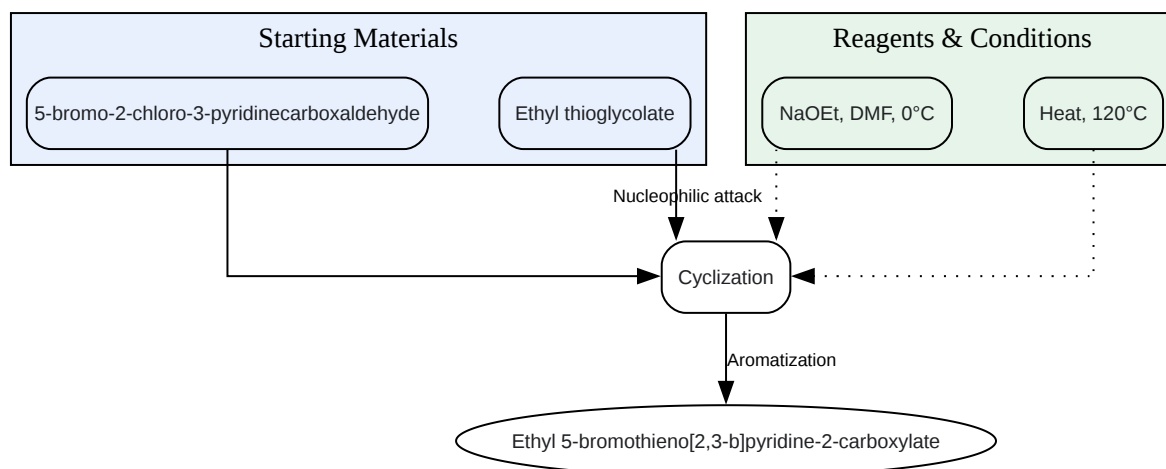 Starting Materials
Reagents & Conditions
5-bromo-2-chloro-3-pyridinecarboxaldehyde
Ethyl thioglycolate
NaOEt, DMF, 0°C
Heat, 120°C
Nucleophilic attack
Cyclization
Aromatization
Ethyl 5-bromothieno[2,3-b]pyridine-2-carboxylate